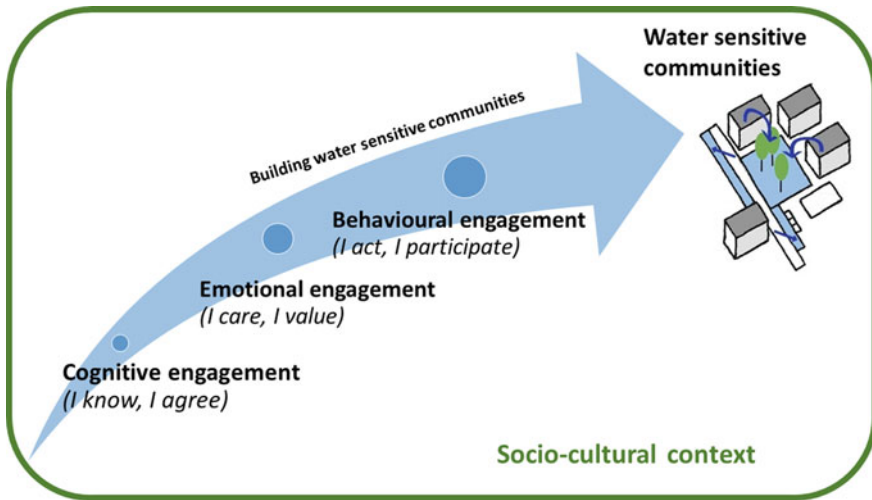 Water sensitive
communities
Building water sensitive communities
Behavioural engagement
(I act, I participate)
Emotional engagement
(I care, I value)
Cognitive engagement
(I know, I agree)
Socio-cultural context